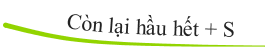 Còn lại hầu hết + S